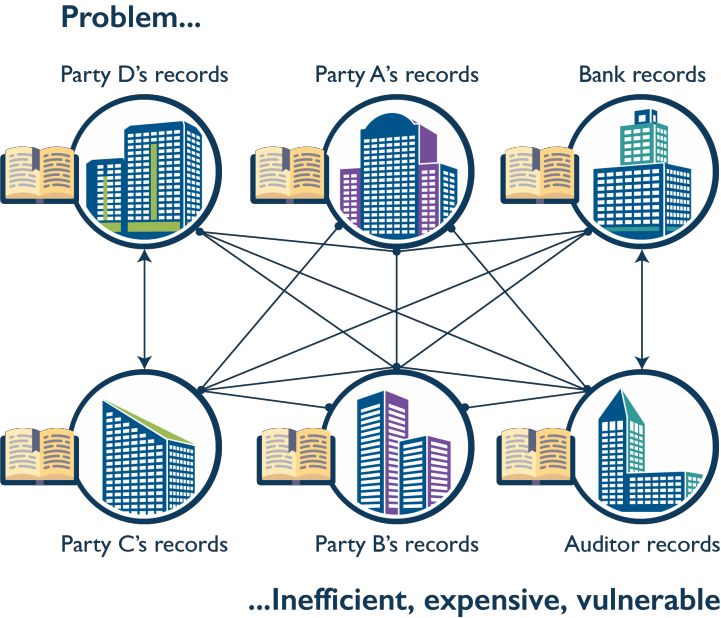 Problem...
Party D's records
Party A's records
Bank records
Party C's records
Party B's records
Auditor records
...Inefficient, expensive, vulnerable